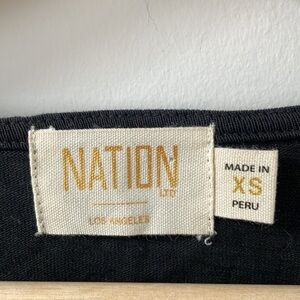 NATION
LTD
LOS ANGELES
MADE IN
XS
PERU